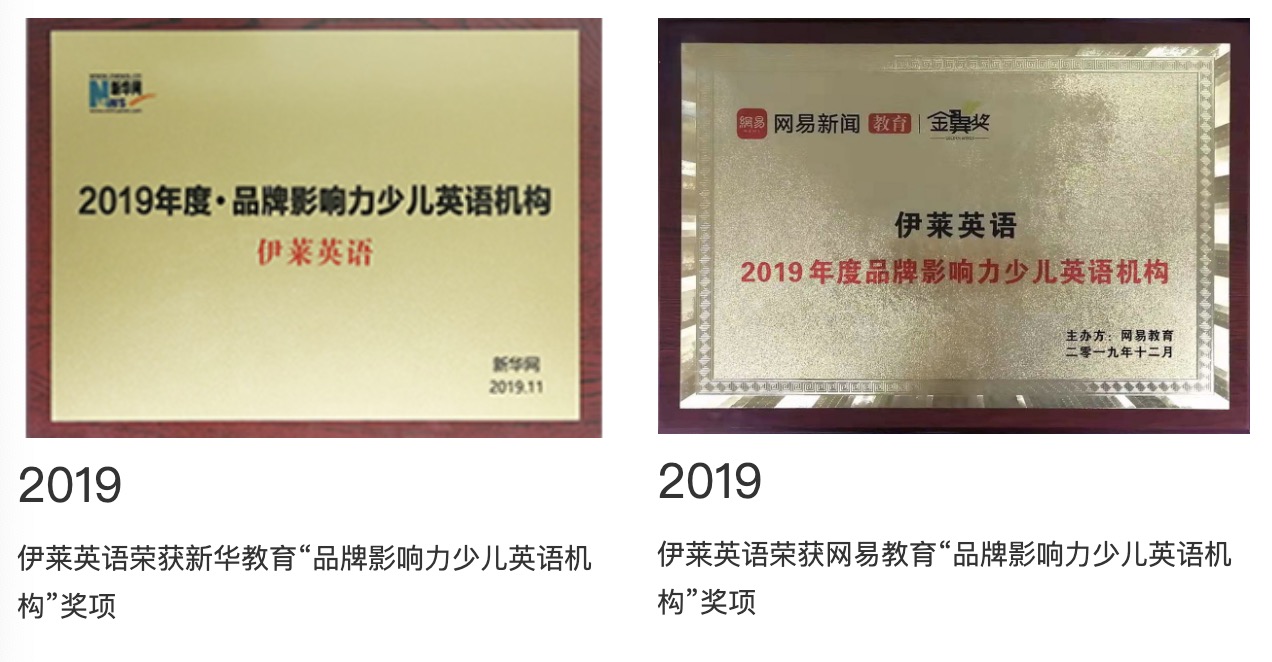 新华网
NEWS
2019年度·品牌影响力少儿英语机构
伊莱英语
新华网
2019.11
2019
伊莱英语荣获新华教育“品牌影响力少儿英语机
构”奖项
網易 网易新闻 教育 | 金翼奖
伊莱英语
2019年度品牌影响力少儿英语机构
主办方：网易教育
二零一九年十二月
2019
伊莱英语荣获网易教育“品牌影响力少儿英语机
构”奖项